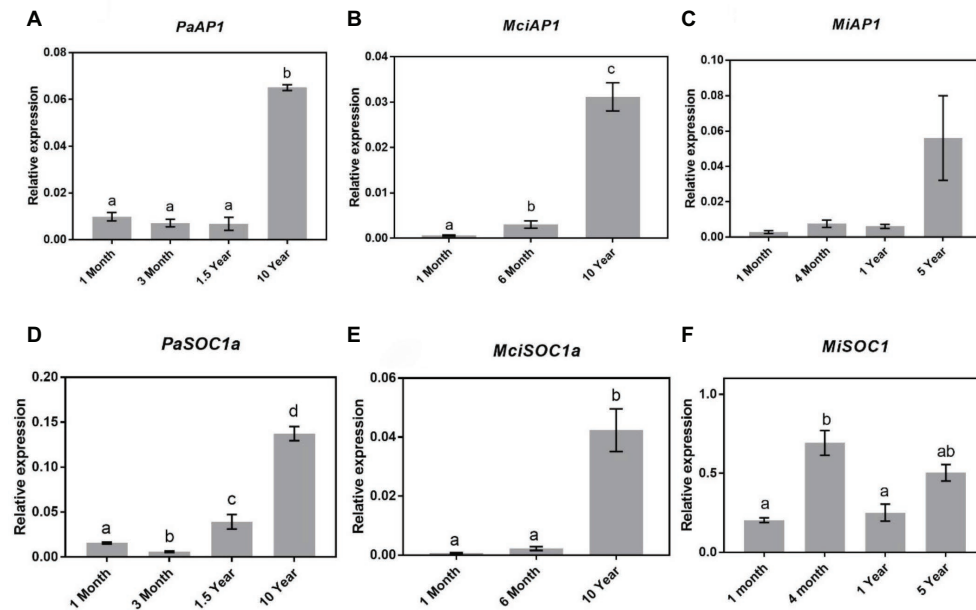 A
PaAP1
Relative expression
0.08
0.06
0.04
0.02
0.00
a
a
a
b
1 Month
3 Month
1.5 Year
10 Year
B
MciAP1
Relative expression
0.04
0.03
0.02
0.01
0.00
a
b
c
1 Month
6 Month
10 Year
C
MiAP1
Relative expression
0.10
0.08
0.06
0.04
0.02
0.00
1 Month
4 Month
1 Year
5 Year
D
PaSOC1a
Relative expression
0.20
0.15
0.10
0.05
0.00
a
b
c
d
1 Month
3 Month
1.5 Year
10 Year
E
MciSOC1a
Relative expression
0.06
0.04
0.02
0.00
a
a
b
1 Month
6 Month
10 Year
F
MiSOC1
Relative expression
1.0
0.5
0.0
a
b
a
ab
1 month
4 month
1 Year
5 Year